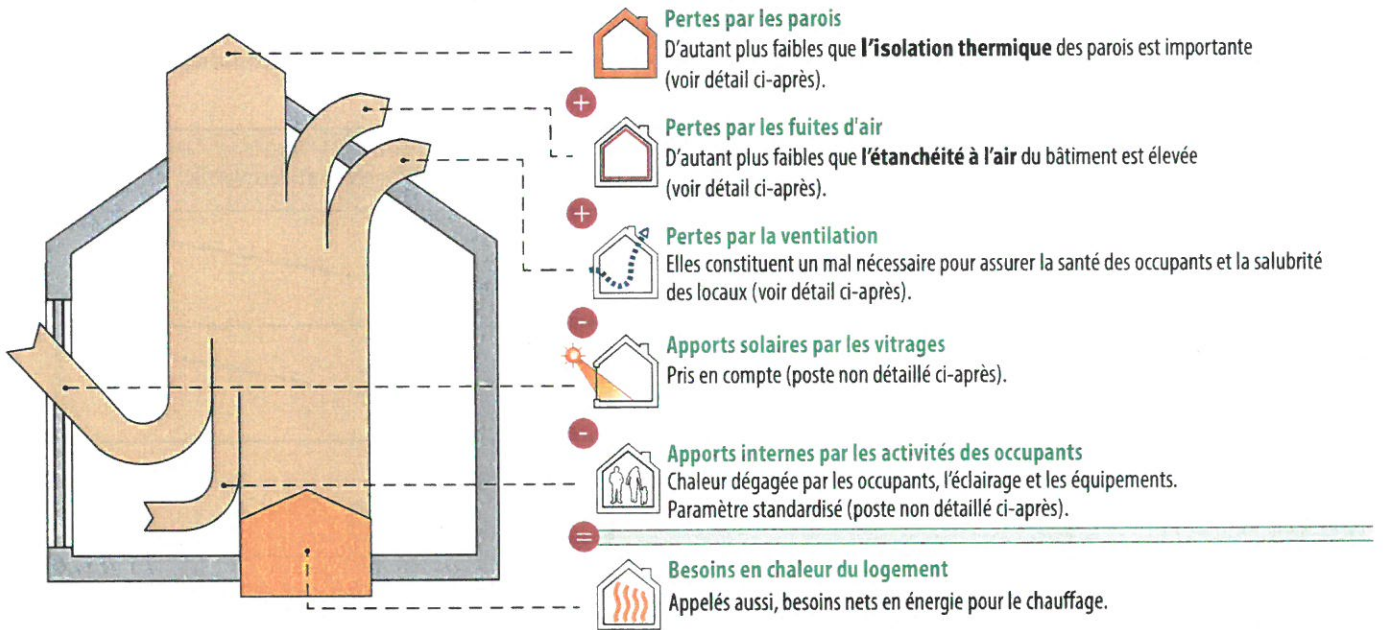 Pertes par les parois
D'autant plus faibles que l'isolation thermique des parois est importante
(voir détail ci-après).
+
Pertes par les fuites d'air
D'autant plus faibles que l'étanchéité à l'air du bâtiment est élevée
(voir détail ci-après).
+
Pertes par la ventilation
Elles constituent un mal nécessaire pour assurer la santé des occupants et la salubrité
des locaux (voir détail ci-après).
-
Apports solaires par les vitrages
Pris en compte (poste non détaillé ci-après).
-
Apports internes par les activités des occupants
Chaleur dégagée par les occupants, l'éclairage et les équipements.
Paramètre standardisé (poste non détaillé ci-après).
=
Besoins en chaleur du logement
Appelés aussi, besoins nets en énergie pour le chauffage.